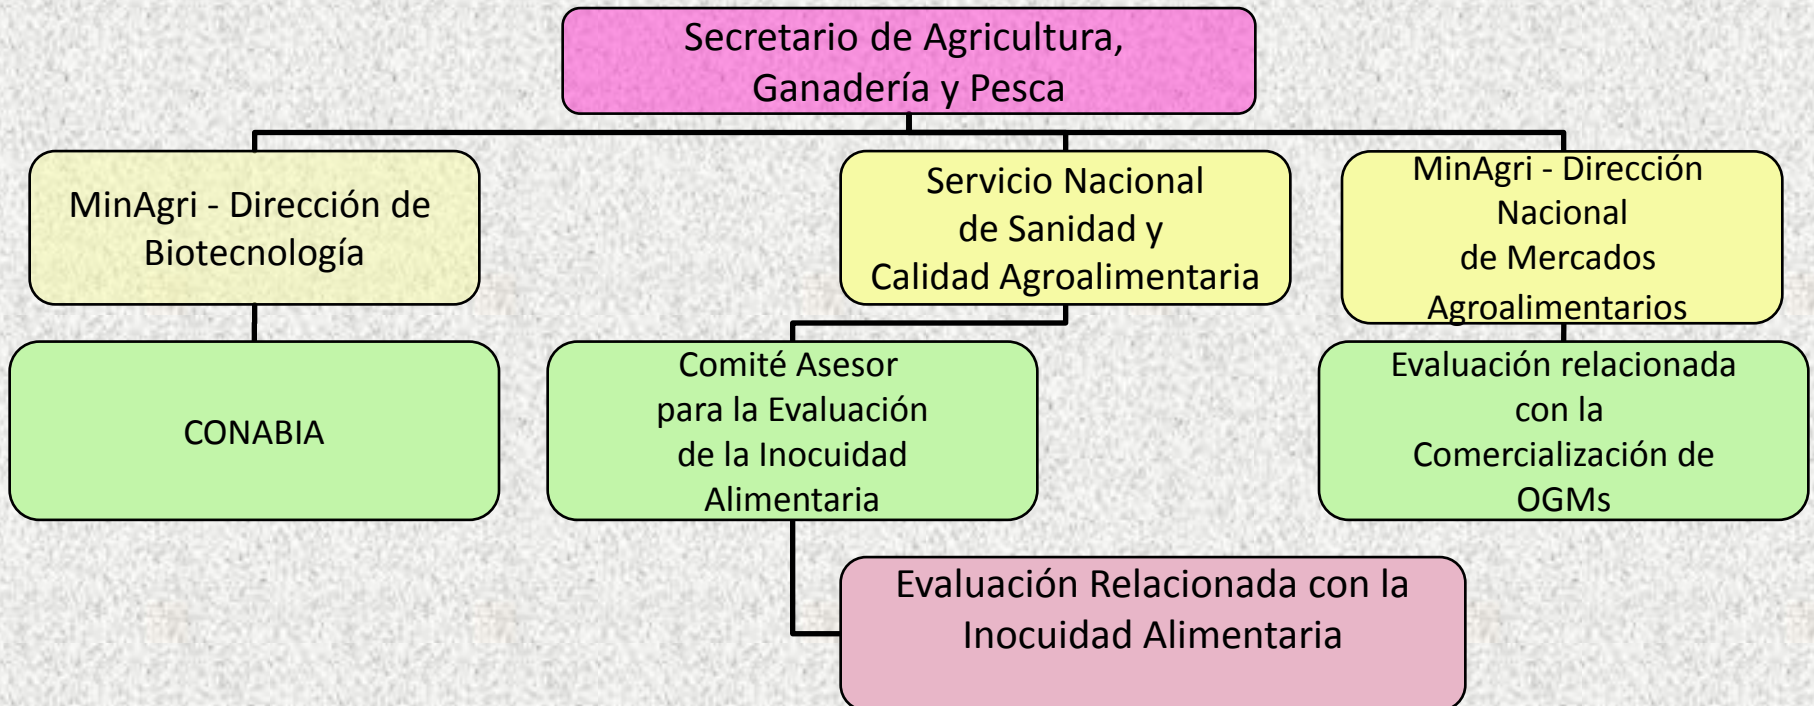 Secretario de Agricultura,
Ganadería y Pesca
MinAgri - Dirección de
Biotecnología
Servicio Nacional
de Sanidad y
Calidad Agroalimentaria
MinAgri - Dirección
Nacional
de Mercados
Agroalimentarios
CONABIA
Comité Asesor
para la Evaluación
de la Inocuidad
Alimentaria
Evaluación relacionada
con la
Comercialización de
OGMs
Evaluación Relacionada con la
Inocuidad Alimentaria